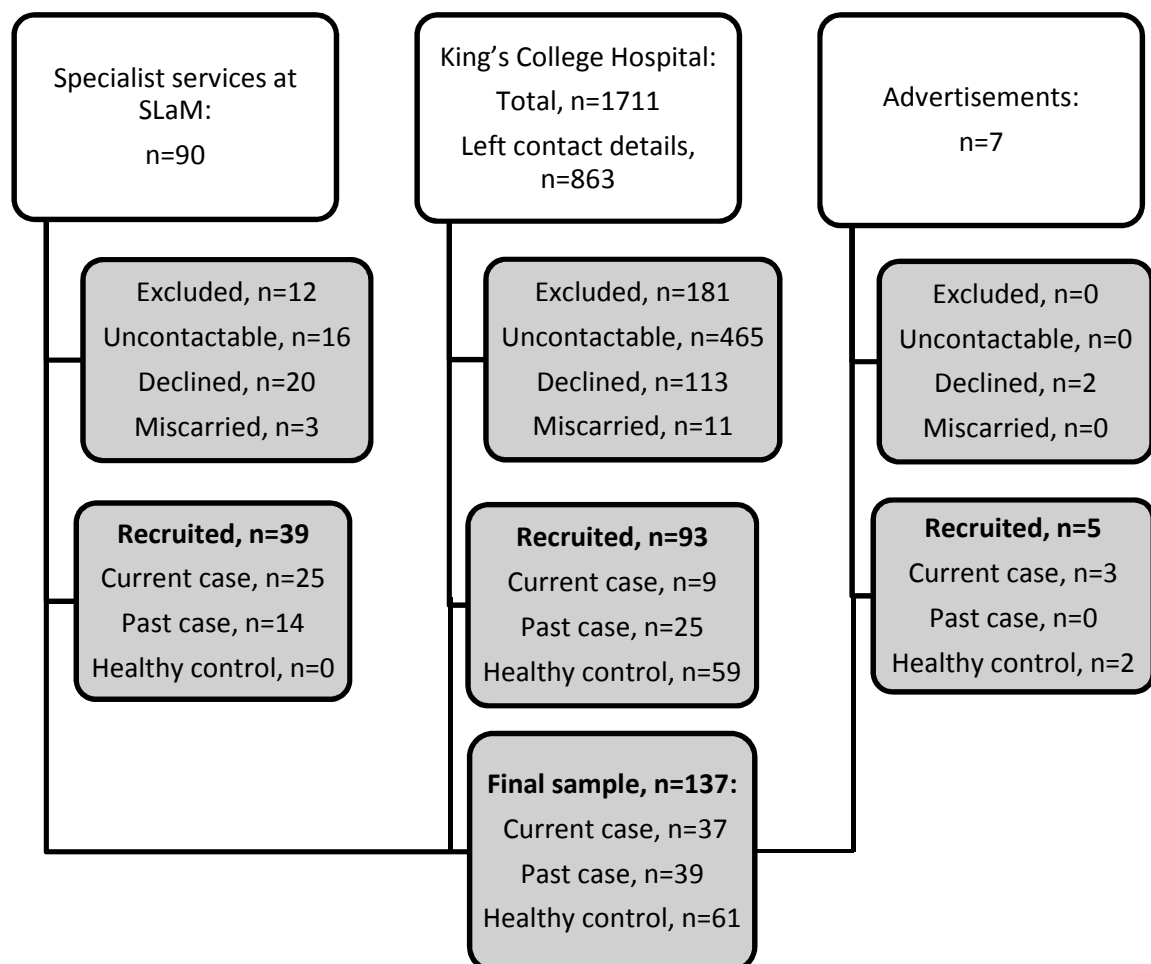 Specialist services at
SLaM:
n=90
King’s College Hospital:
Total, n=1711
Left contact details,
n=863
Advertisements:
n=7
Excluded, n=12
Uncontactable, n=16
Declined, n=20
Miscarried, n=3
Excluded, n=181
Uncontactable, n=465
Declined, n=113
Miscarried, n=11
Excluded, n=0
Uncontactable, n=0
Declined, n=2
Miscarried, n=0
Recruited, n=39
Current case, n=25
Past case, n=14
Healthy control, n=0
Recruited, n=93
Current case, n=9
Past case, n=25
Healthy control, n=59
Recruited, n=5
Current case, n=3
Past case, n=0
Healthy control, n=2
Final sample, n=137:
Current case, n=37
Past case, n=39
Healthy control, n=61